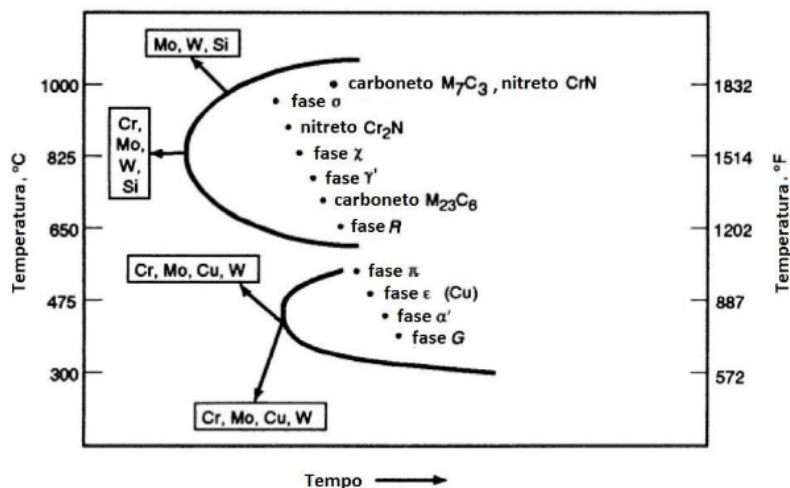 Mo, W, Si
1000
carboneto M7C3, nitreto CrN
1832
fase σ
nitreto Cr2N
Cr,
Mo,
W,
Si
825
fase χ
1514
fase γ'
carboneto M23C6
650
fase R
1202
Temperatura, °C
Temperatura, °F
Cr, Mo, Cu, W
fase π
fase ε (Cu)
475
887
fase α'
fase G
300
572
Cr, Mo, Cu, W
Tempo